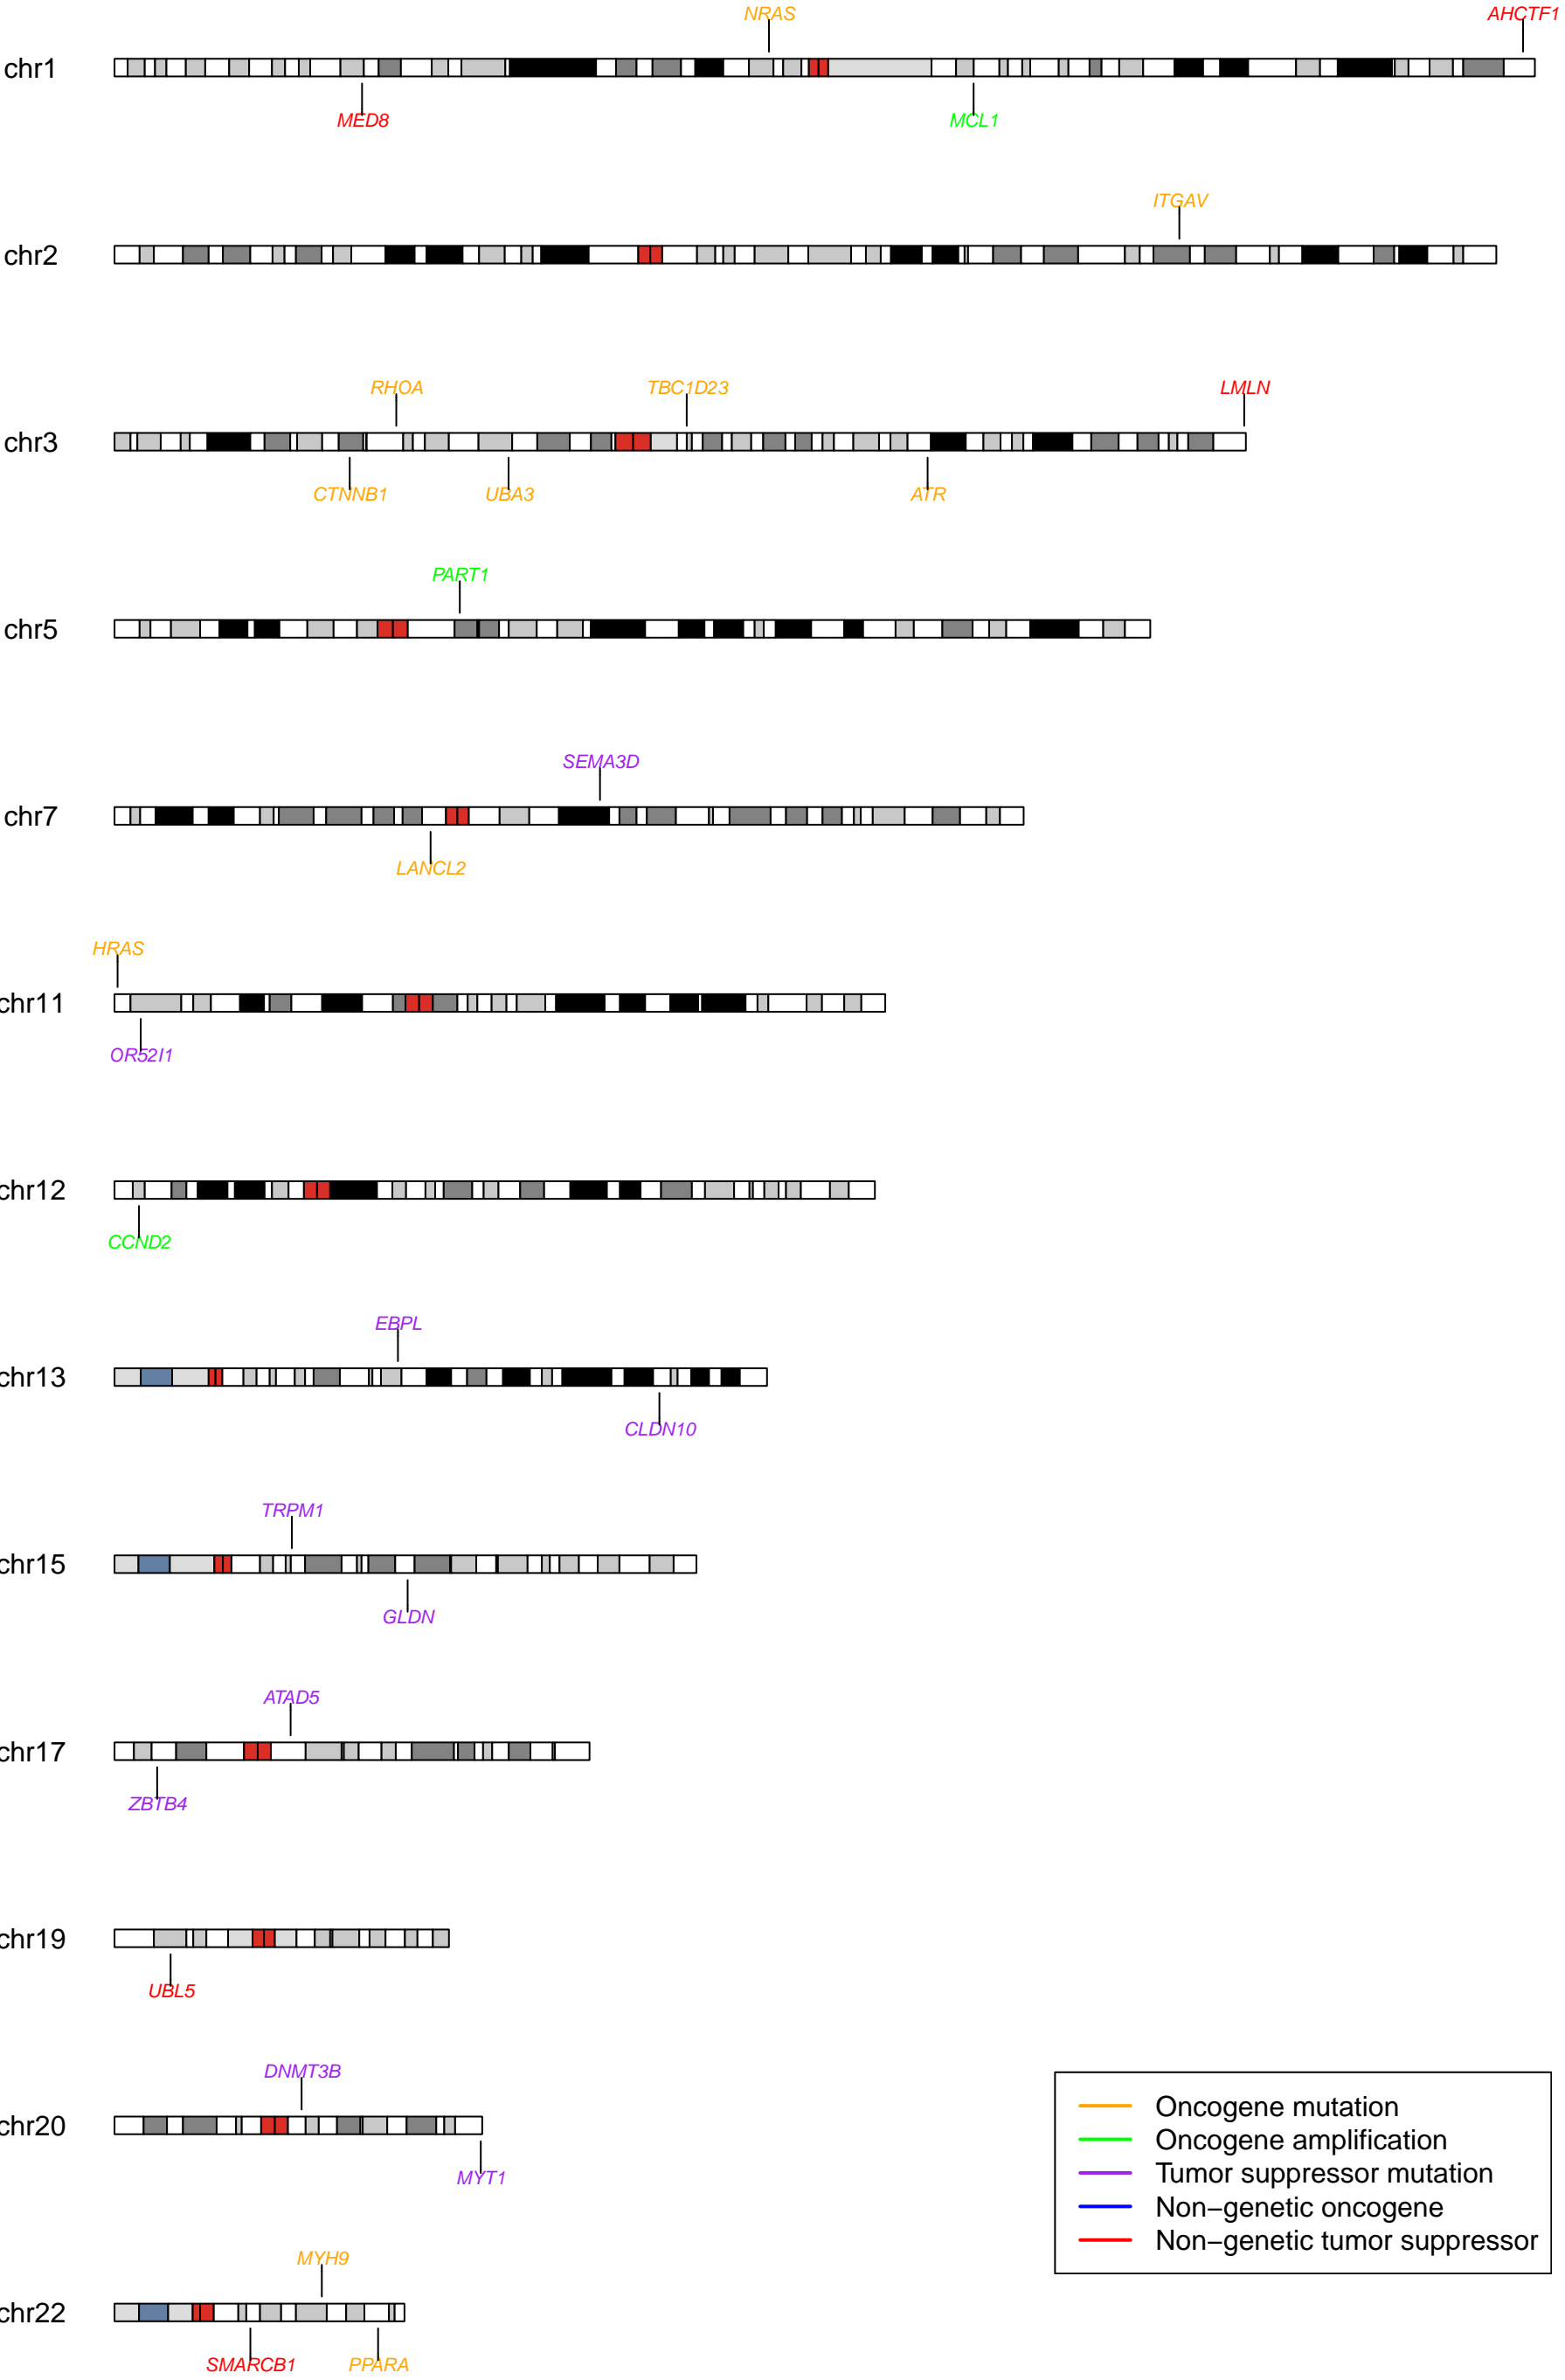 NRAS
AHCTF1
chr1
MED8
MCL1
ITGAV
chr2
RHOA
TBC1D23
LMLN
chr3
CTNNB1
UBA3
ATR
PART1
chr5
SEMA3D
chr7
LANCL2
HRAS
chr11
OR52I1
chr12
CCND2
EBPL
chr13
CLDN10
TRPM1
chr15
GLDN
ATAD5
chr17
ZBTB4
chr19
UBL5
DNMT3B
chr20
MYT1
Oncogene mutation
Oncogene amplification
Tumor suppressor mutation
Non−genetic oncogene
Non−genetic tumor suppressor
MYH9
chr22
SMARCB1
PPARA